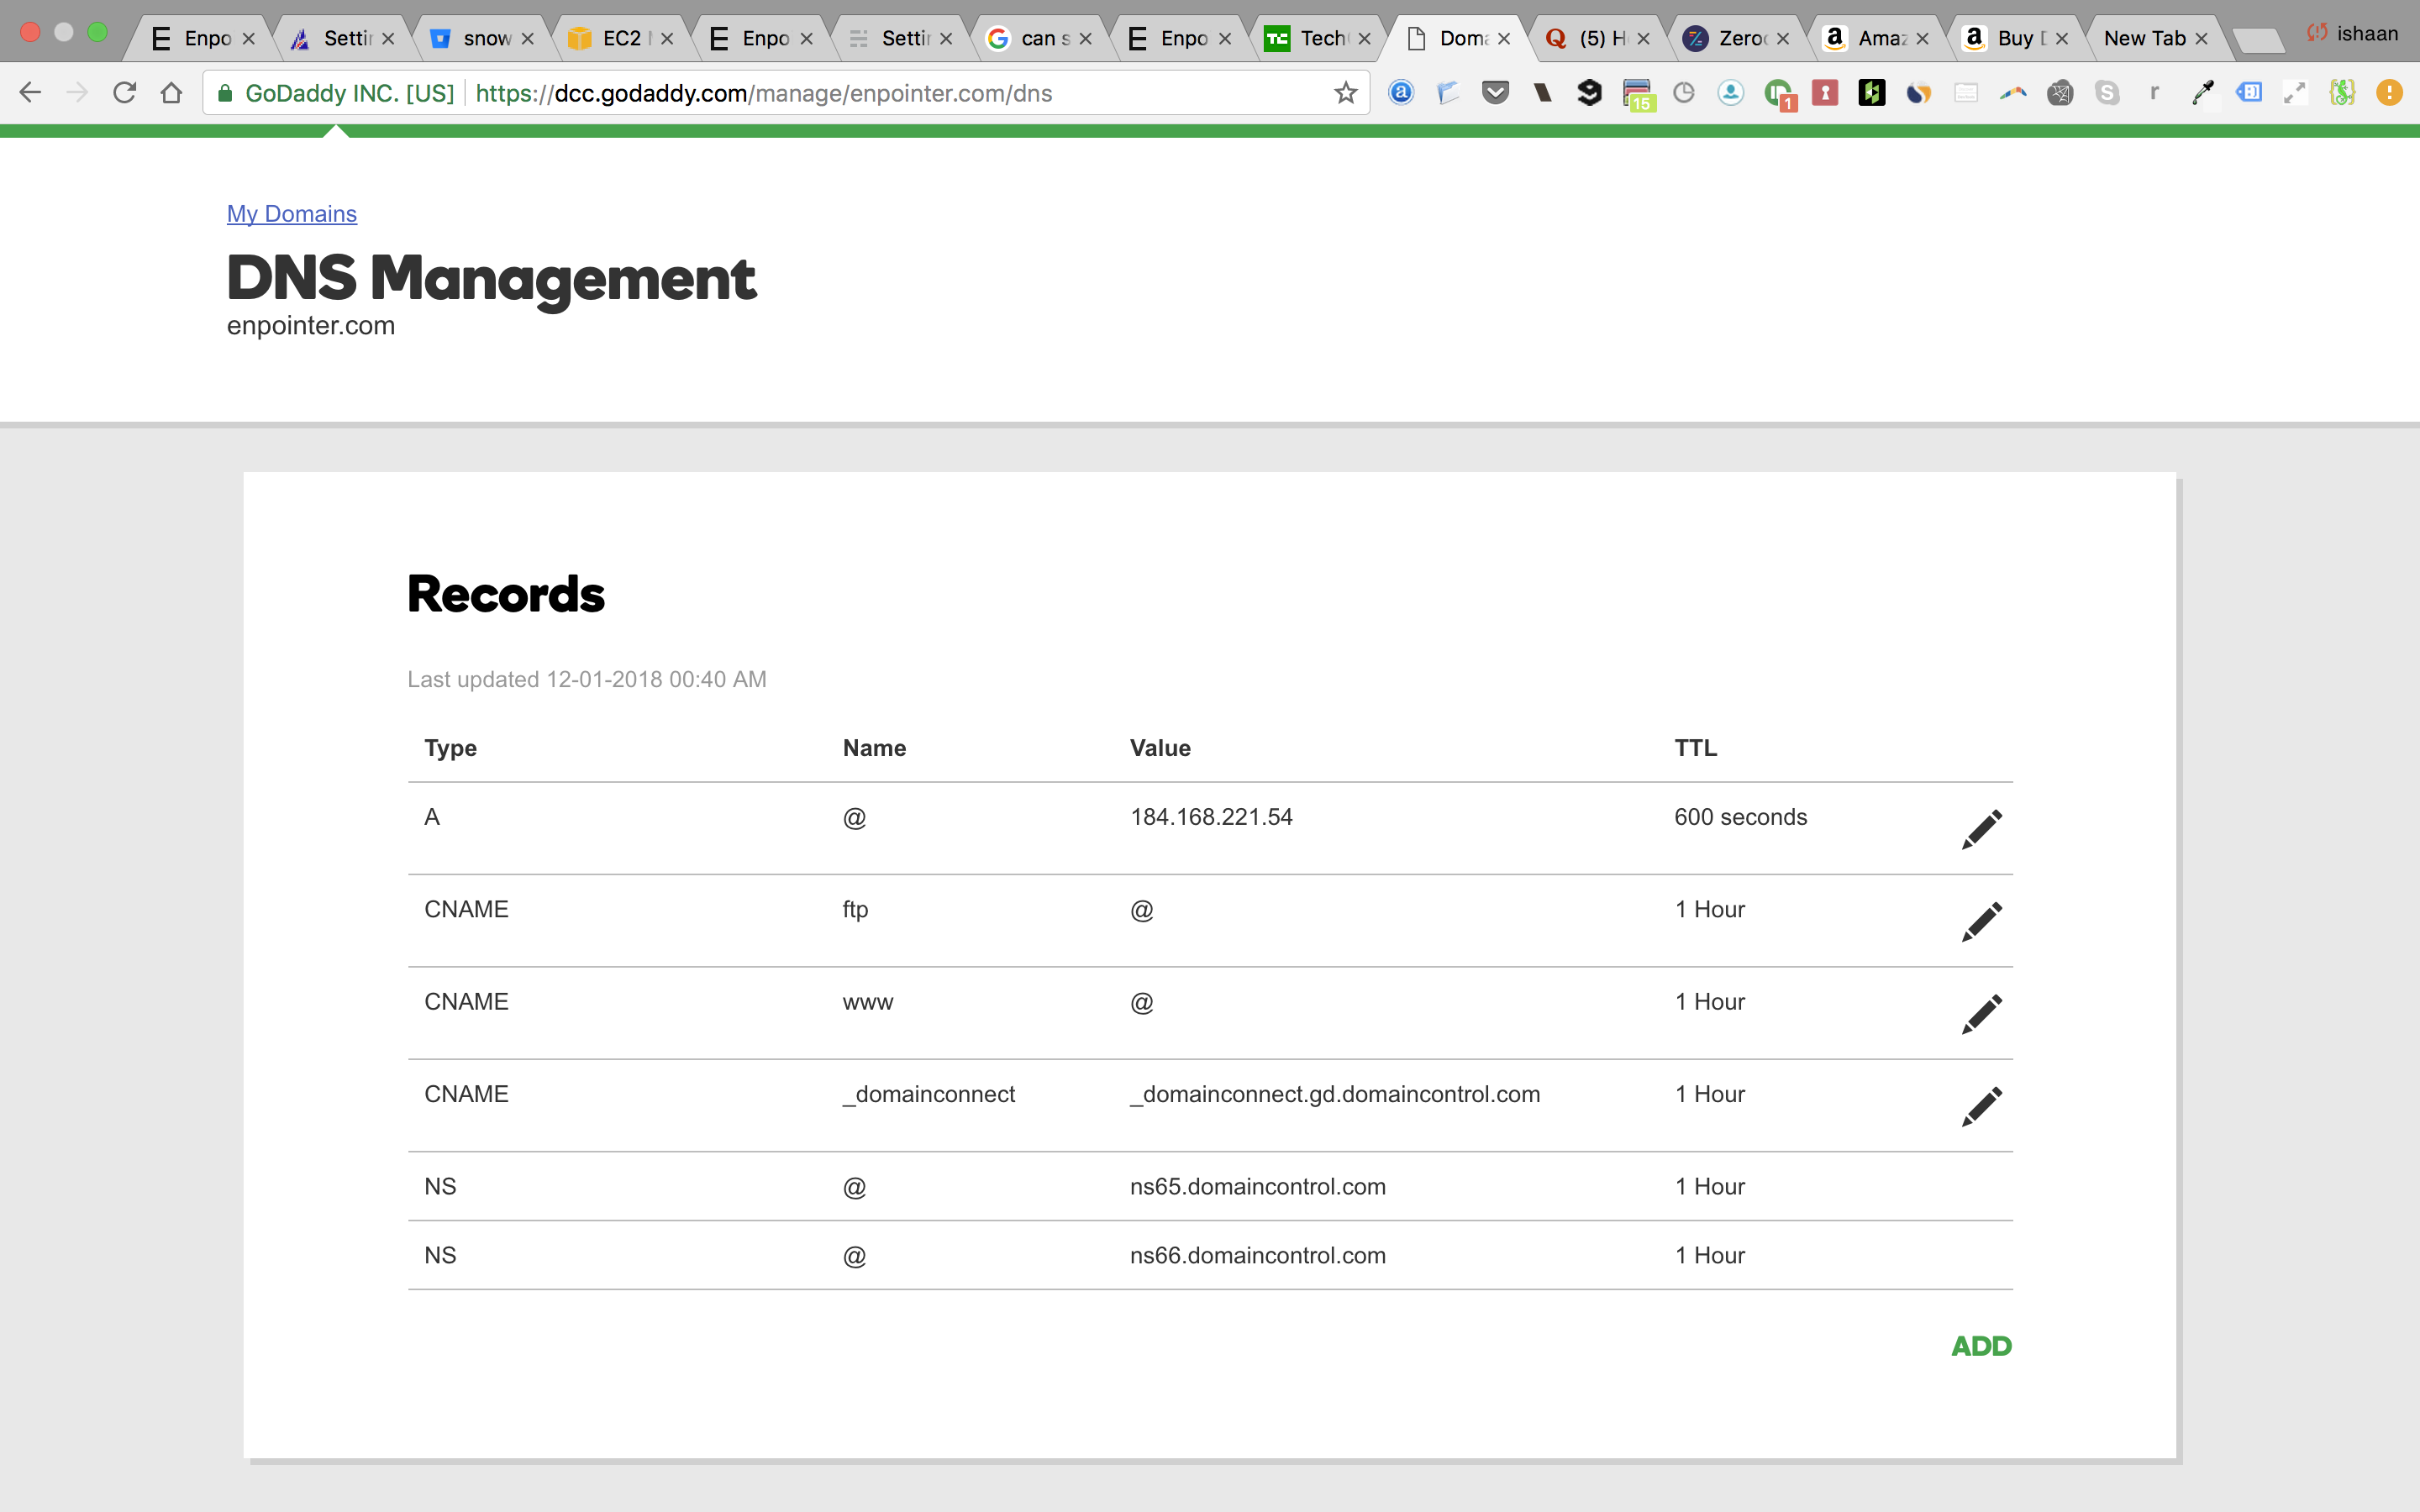 Enpo Settin snow EC2 Enpo Settin can s Enpo Tech Doma (5) H Zero Amaz Buy New Tab ishaan
GoDaddy INC. [US] https://dcc.godaddy.com/manage/enpointer.com/dns 15 1
My Domains
DNS Management
enpointer.com
Records
Last updated 12-01-2018 00:40 AM
Type Name Value TTL
A @ 184.168.221.54 600 seconds
CNAME ftp @ 1 Hour
CNAME www @ 1 Hour
CNAME _domainconnect _domainconnect.gd.domaincontrol.com 1 Hour
NS @ ns65.domaincontrol.com 1 Hour
NS @ ns66.domaincontrol.com 1 Hour
ADD